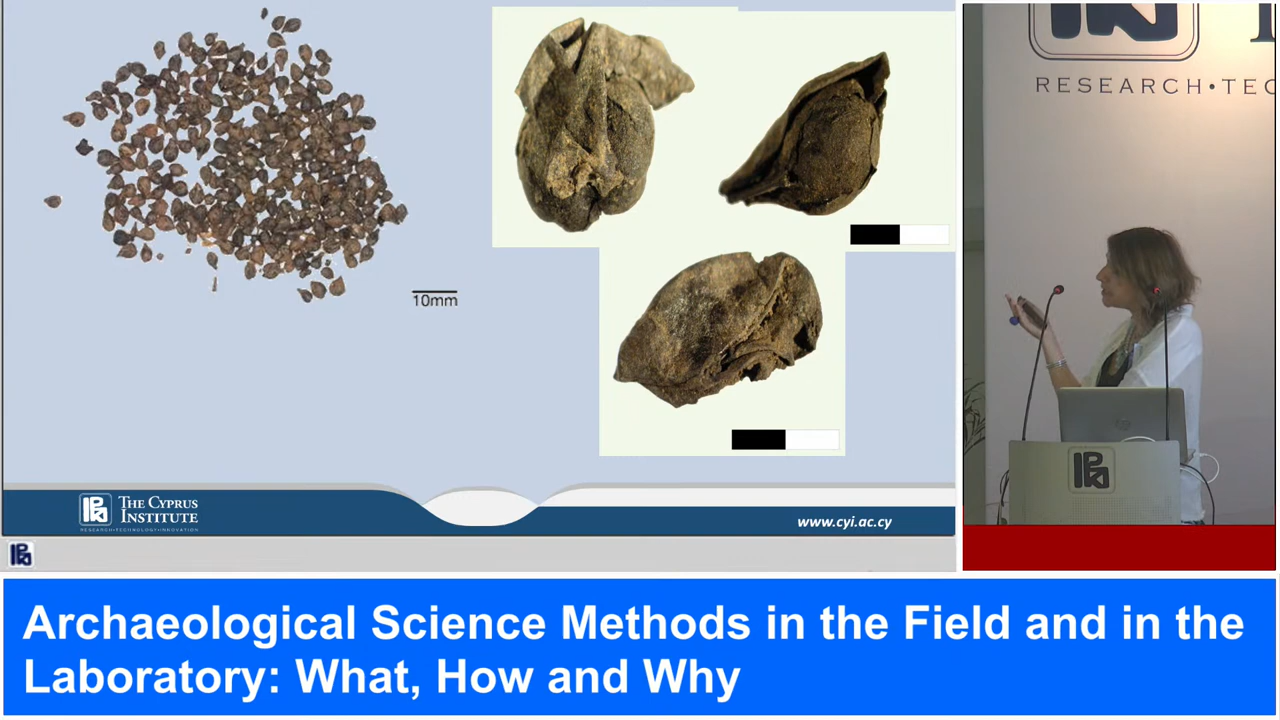 10mm
THE CYPRUS
INSTITUTE
RESEARCH•TECHNOLOGY•INNOVATION
www.cyi.ac.cy
RESEARCH•TEC
Archaeological Science Methods in the Field and in the
Laboratory: What, How and Why